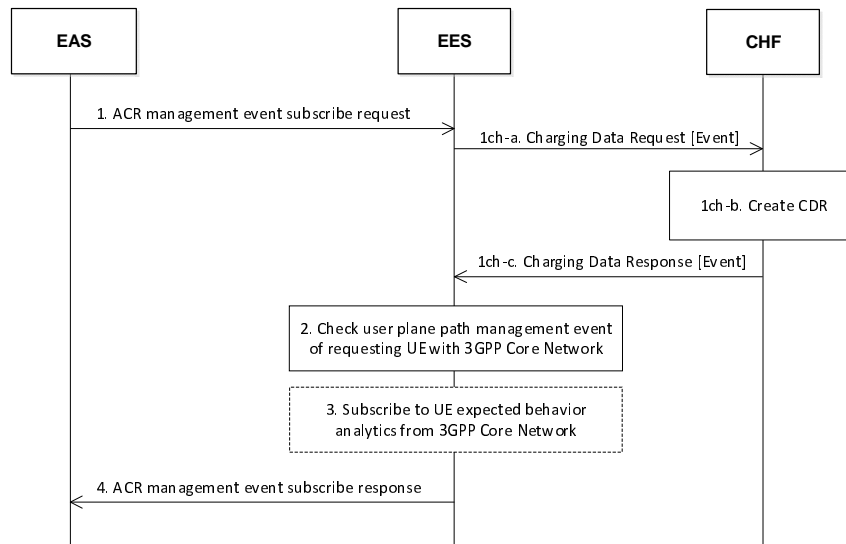 EAS
EES
CHF
1. ACR management event subscribe request
1ch-a. Charging Data Request [Event]
1ch-b. Create CDR
1ch-c. Charging Data Response [Event]
2. Check user plane path management event
of requesting UE with 3GPP Core Network
3. Subscribe to UE expected behavior
analytics from 3GPP Core Network
4. ACR management event subscribe response